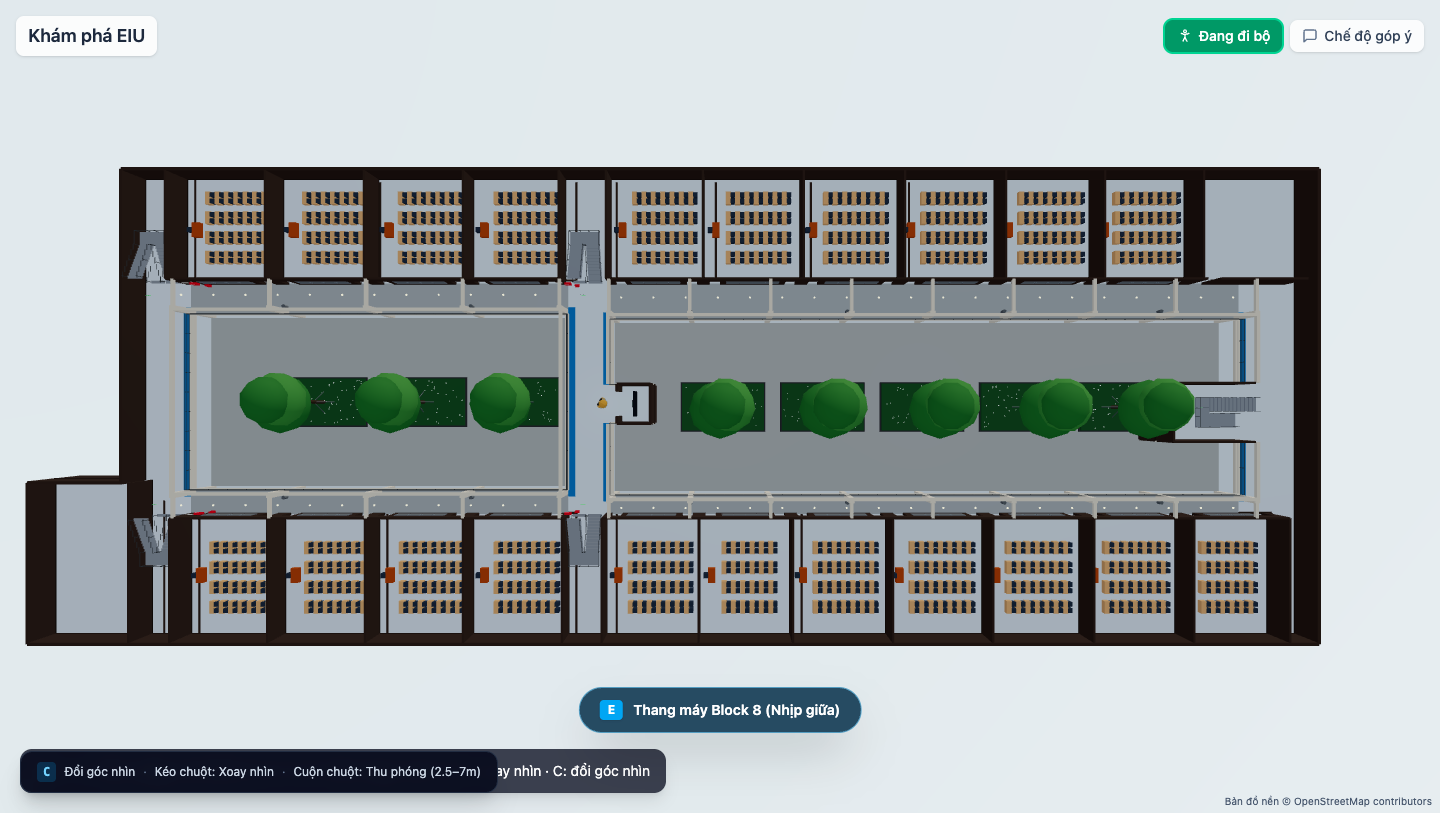 Khám phá EIU
Đang đi bộ
Chế độ góp ý
E Thang máy Block 8 (Nhịp giữa)
C Đổi góc nhìn · Kéo chuột: Xoay nhìn · Cuộn chuột: Thu phóng (2.5–7m)
nhìn · C: đổi góc nhìn
Bản đồ nền © OpenStreetMap contributors